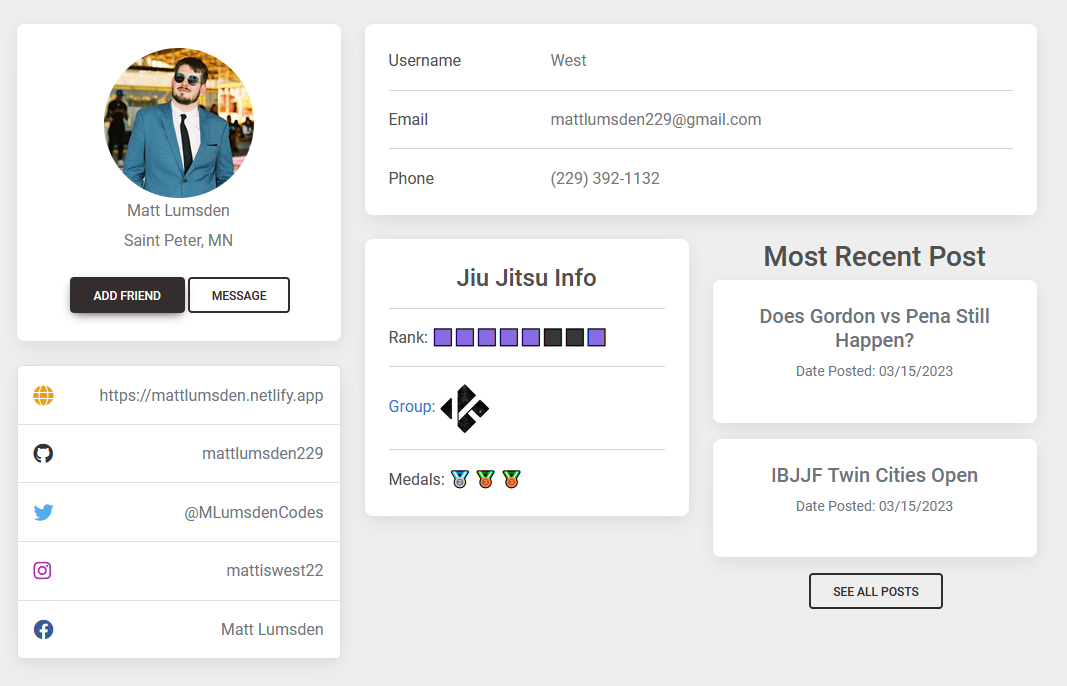 Matt Lumsden
Saint Peter, MN
ADD FRIEND MESSAGE
https://mattlumsden.netlify.app
mattlumsden229
@MLumsdenCodes
mattiswest22
Matt Lumsden
Username West
Email mattlumsden229@gmail.com
Phone (229) 392-1132
Jiu Jitsu Info
Rank:
Group:
Medals:
Most Recent Post
Does Gordon vs Pena Still
Happen?
Date Posted: 03/15/2023
IBJJF Twin Cities Open
Date Posted: 03/15/2023
SEE ALL POSTS